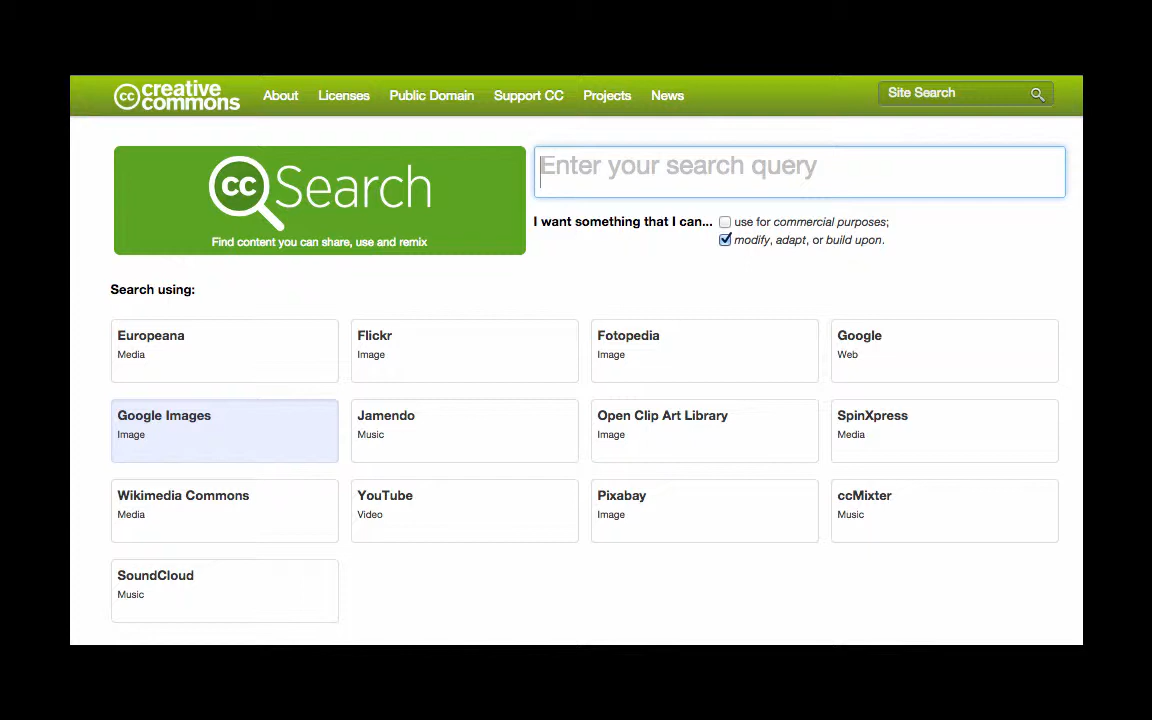 cc creative commons
About Licenses Public Domain Support CC Projects News
Site Search
cc Search
Find content you can share, use and remix
Enter your search query
I want something that I can... use for commercial purposes;
modify, adapt, or build upon.
Search using:
Europeana
Media
Flickr
Image
Fotopedia
Image
Google
Web
Google Images
Image
Jamendo
Music
Open Clip Art Library
Image
SpinXpress
Media
Wikimedia Commons
Media
YouTube
Video
Pixabay
Image
ccMixter
Music
SoundCloud
Music